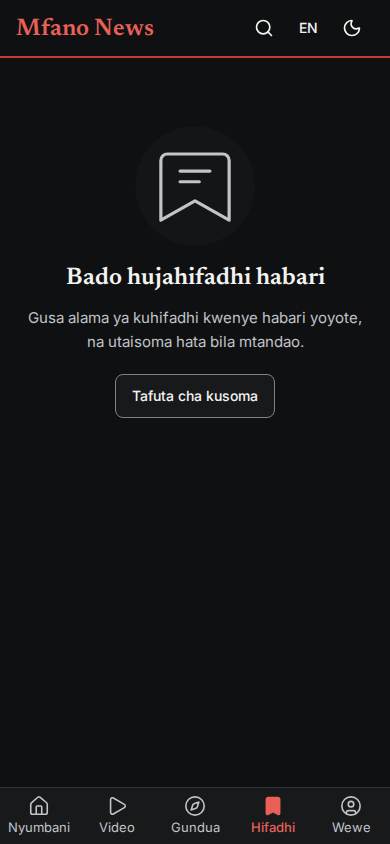 Mfano News
EN
Bado hujahifadhi habari
Gusa alama ya kuhifadhi kwenye habari yoyote,
na utaisoma hata bila mtandao.
Tafuta cha kusoma
Nyumbani
Video
Gundua
Hifadhi
Wewe